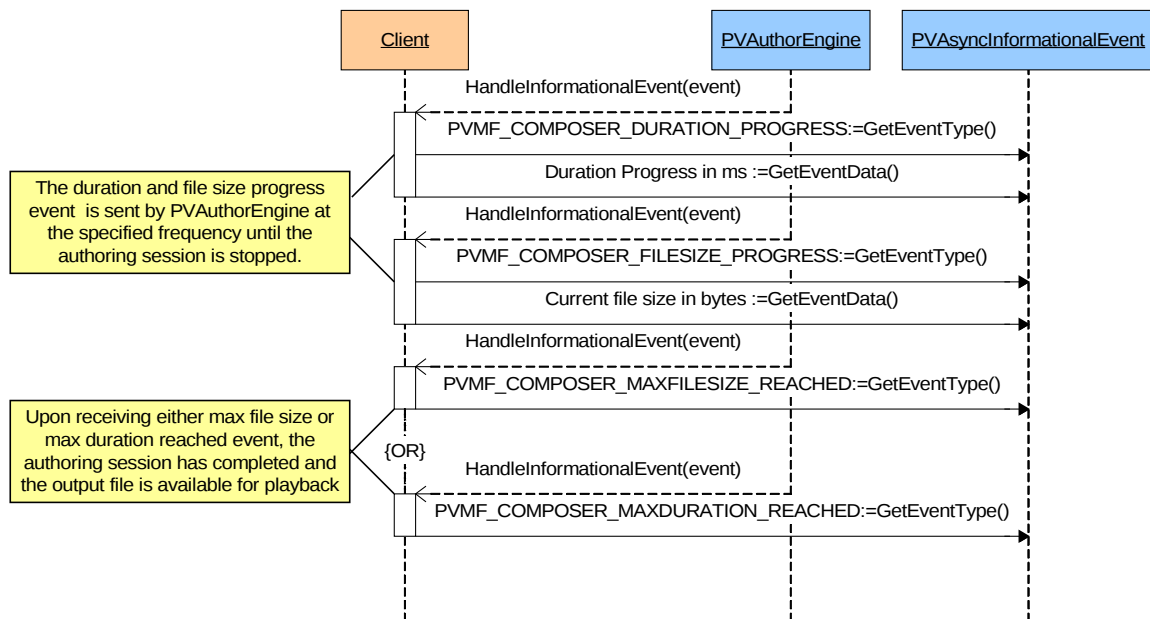 Client
PVAuthorEngine
PVAsyncInformationalEvent
HandleInformationalEvent(event)
PVMF_COMPOSER_DURATION_PROGRESS:=GetEventType()
Duration Progress in ms :=GetEventData()
The duration and file size progress
event  is sent by PVAuthorEngine at
the specified frequency until the
authoring session is stopped.
HandleInformationalEvent(event)
PVMF_COMPOSER_FILESIZE_PROGRESS:=GetEventType()
Current file size in bytes :=GetEventData()
HandleInformationalEvent(event)
PVMF_COMPOSER_MAXFILESIZE_REACHED:=GetEventType()
Upon receiving either max file size or
max duration reached event, the
authoring session has completed and
the output file is available for playback
{OR}
HandleInformationalEvent(event)
PVMF_COMPOSER_MAXDURATION_REACHED:=GetEventType()